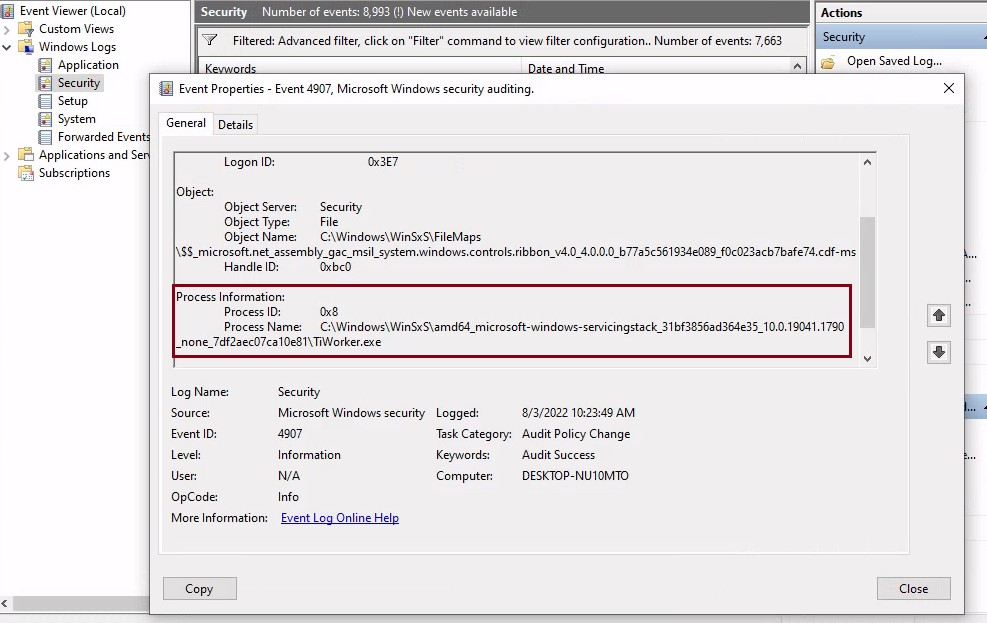 Event Viewer (Local)
Custom Views
Windows Logs
Application
Security
Setup
System
Forwarded Events
Applications and Serv
Subscriptions
Security Number of events: 8,993 (!) New events available
Filtered: Advanced filter, click on "Filter" command to view filter configuration.. Number of events: 7,663
Keywords Date and Time
Actions
Security
Open Saved Log...
Event Properties - Event 4907, Microsoft Windows security auditing.
General Details
Logon ID: 0x3E7
Object:
Object Server: Security
Object Type: File
Object Name: C:\Windows\WinSxS\FileMaps
\$$_microsoft.net_assembly_gac_msil_system.windows.controls.ribbon_v4.0_4.0.0.0_b77a5c561934e089_f0c023acb7bafe74.cdf-ms
Handle ID: 0xbc0
Process Information:
Process ID: 0x8
Process Name: C:\Windows\WinSxS\amd64_microsoft-windows-servicingstack_31bf3856ad364e35_10.0.19041.1790
_none_7df2aec07ca10e81\TiWorker.exe
Log Name: Security
Source: Microsoft Windows security Logged: 8/3/2022 10:23:49 AM
Event ID: 4907 Task Category: Audit Policy Change
Level: Information Keywords: Audit Success
User: N/A Computer: DESKTOP-NU10MTO
OpCode: Info
More Information: Event Log Online Help
Copy Close